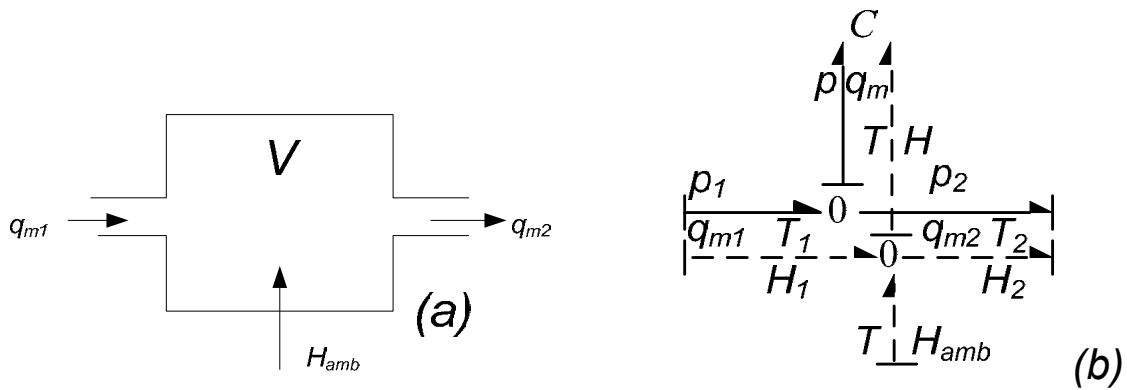 V
q_m1
q_m2
(a)
H_amb
C
p q_m
T H
p_1 p_2
0
q_m1 T_1 q_m2 T_2
0
H_1 H_2
T H_amb
(b)